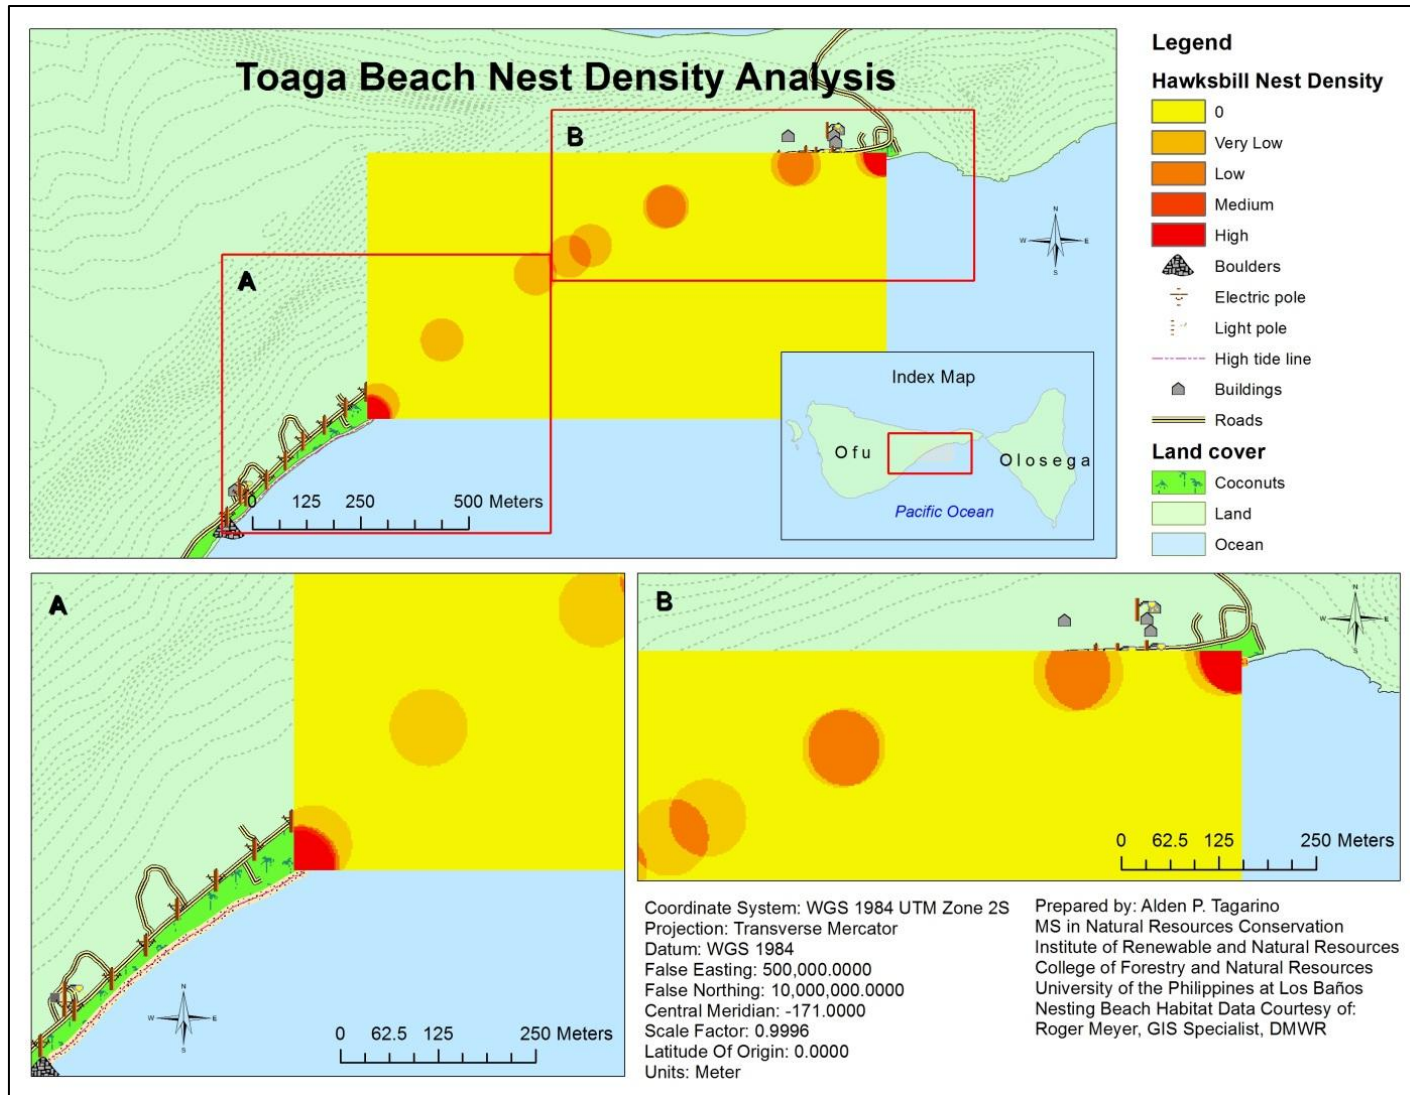 Toaga Beach Nest Density Analysis
B
A
N
W E
S
Index Map
Ofu
Olosega
Pacific Ocean
0 125 250 500 Meters
Legend
Hawksbill Nest Density
0
Very Low
Low
Medium
High
Boulders
Electric pole
Light pole
High tide line
Buildings
Roads
Land cover
Coconuts
Land
Ocean
A
N
W E
S
0 62.5 125 250 Meters
B
N
W E
S
0 62.5 125 250 Meters
Coordinate System: WGS 1984 UTM Zone 2S
Projection: Transverse Mercator
Datum: WGS 1984
False Easting: 500,000.0000
False Northing: 10,000,000.0000
Central Meridian: -171.0000
Scale Factor: 0.9996
Latitude Of Origin: 0.0000
Units: Meter
Prepared by: Alden P. Tagarino
MS in Natural Resources Conservation
Institute of Renewable and Natural Resources
College of Forestry and Natural Resources
University of the Philippines at Los Baños
Nesting Beach Habitat Data Courtesy of:
Roger Meyer, GIS Specialist, DMWR